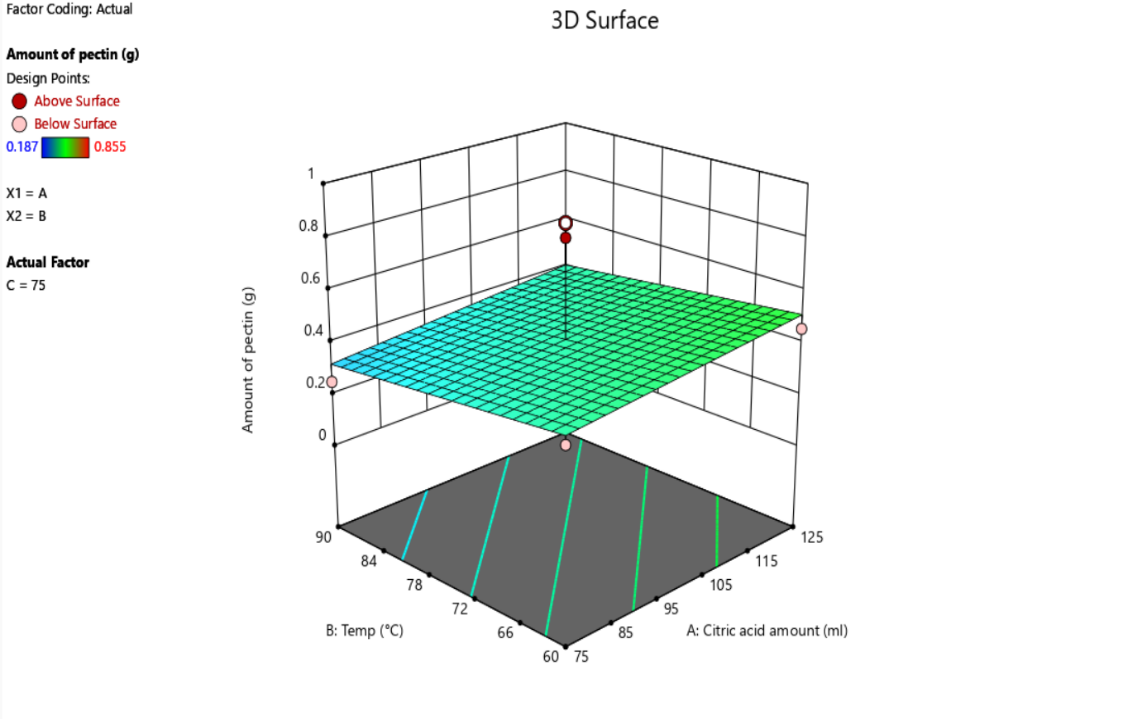 Factor Coding: Actual
3D Surface
Amount of pectin (g)
Design Points:
Above Surface
Below Surface
0.187 0.855
X1 = A
X2 = B
Actual Factor
C = 75
1
0.8
0.6
0.4
0.2
0
Amount of pectin (g)
90
84
78
72
66
60
B: Temp (°C)
75
85
95
105
115
125
A: Citric acid amount (ml)